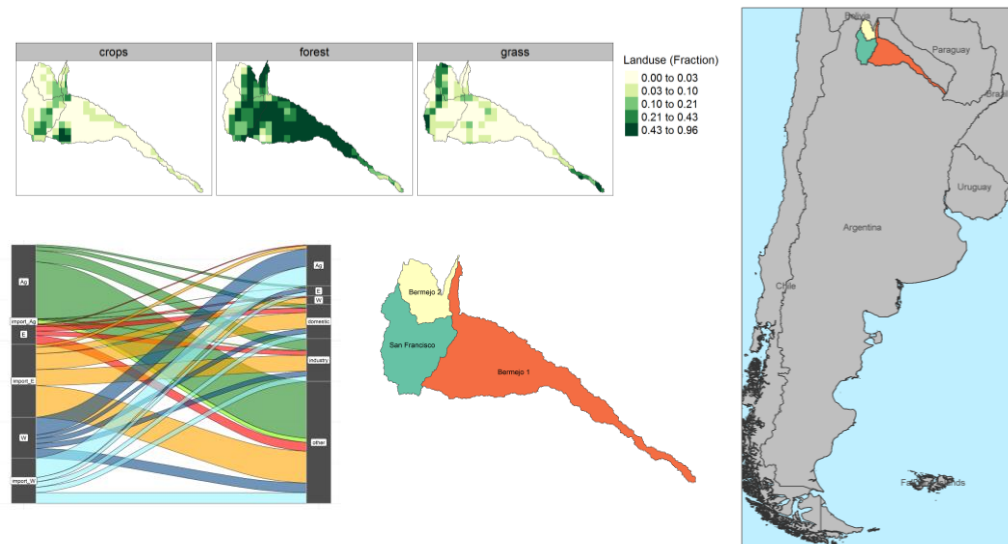 crops
forest
grass
Landuse (Fraction)
0.00 to 0.03
0.03 to 0.10
0.10 to 0.21
0.21 to 0.43
0.43 to 0.96
Ag
import_Ag
E
import_E
W
import_W
Ag
E
W
domestic
industry
other
Bermejo 2
San Francisco
Bermejo 1
Bolivia
Paraguay
Uruguay
Argentina
Chile